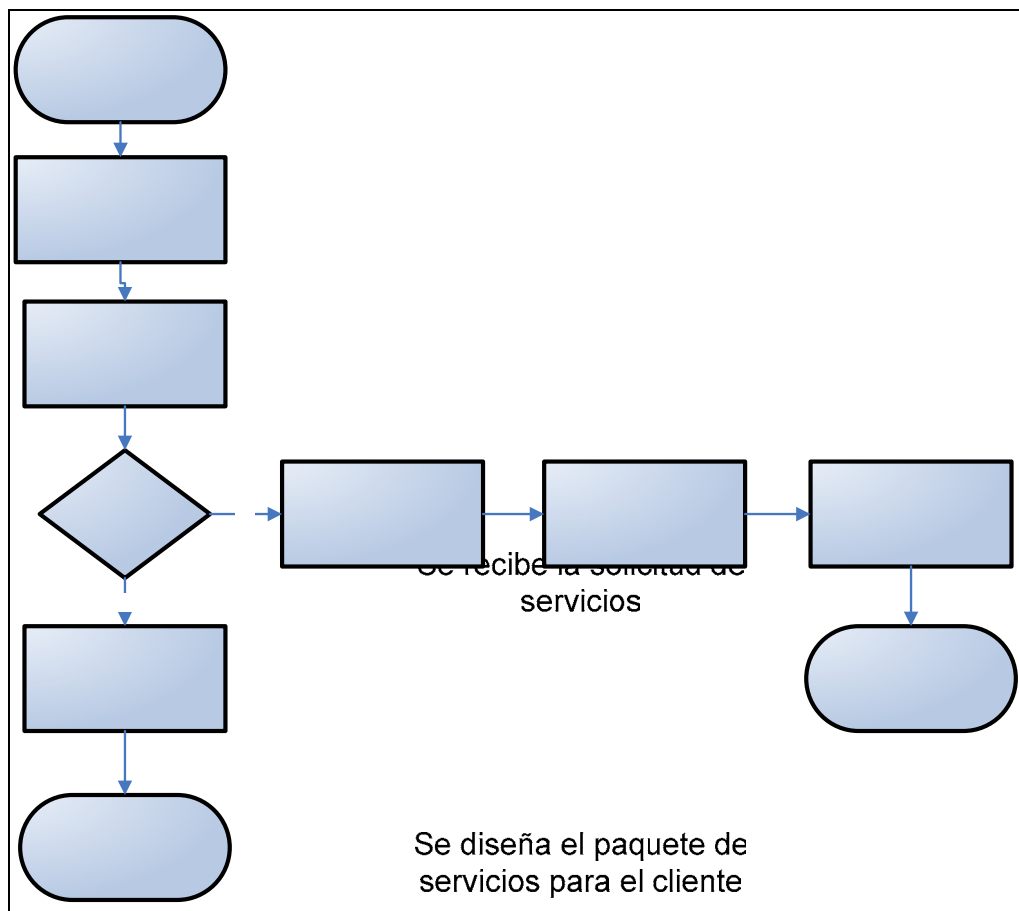 Se recibe la solicitud de
servicios
Se diseña el paquete de
servicios para el cliente